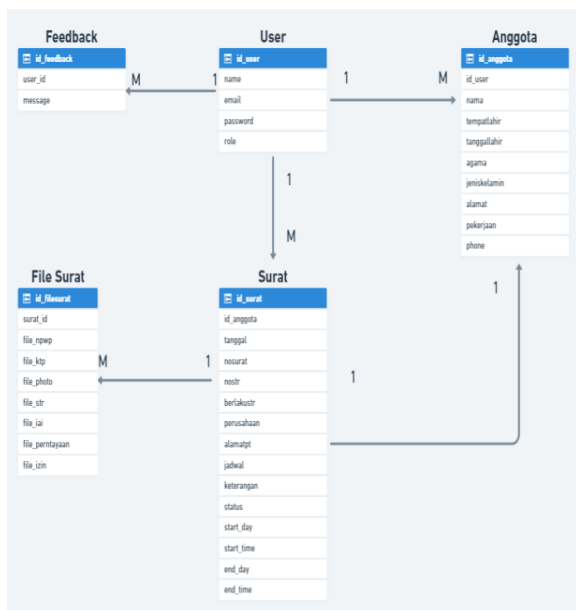 Feedback
id_feedback
user_id
message
M
1
User
id_user
name
email
password
role
1
M
Anggota
id_anggota
id_user
nama
tempatlahir
tanggallahir
agama
jeniskelamin
alamat
pekerjaan
phone
1
M
File Surat
id_filesurat
surat_id
file_npwp
file_ktp
file_photo
file_str
file_iai
file_perntayaan
file_izin
M
1
Surat
id_surat
id_anggota
tanggal
nosurat
nostr
berlakustr
perusahaan
alamatpt
jadwal
keterangan
status
start_day
start_time
end_day
end_time
1
1